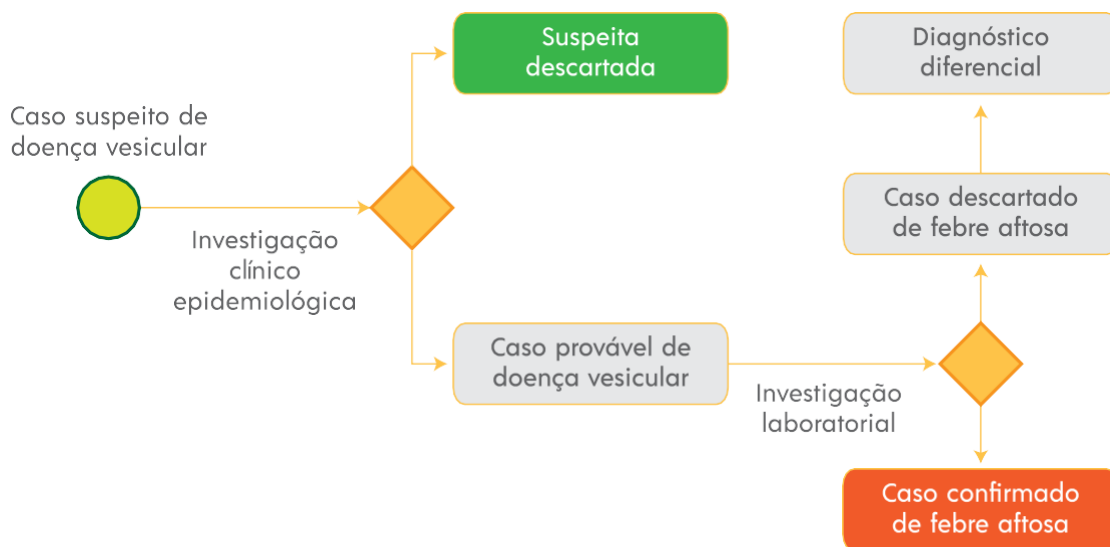 Caso suspeito de
doença vesicular
Investigação
clínico
epidemiológica
Suspeita
descartada
Caso provável de
doença vesicular
Investigação
laboratorial
Diagnóstico
diferencial
Caso descartado
de febre aftosa
Caso confirmado
de febre aftosa